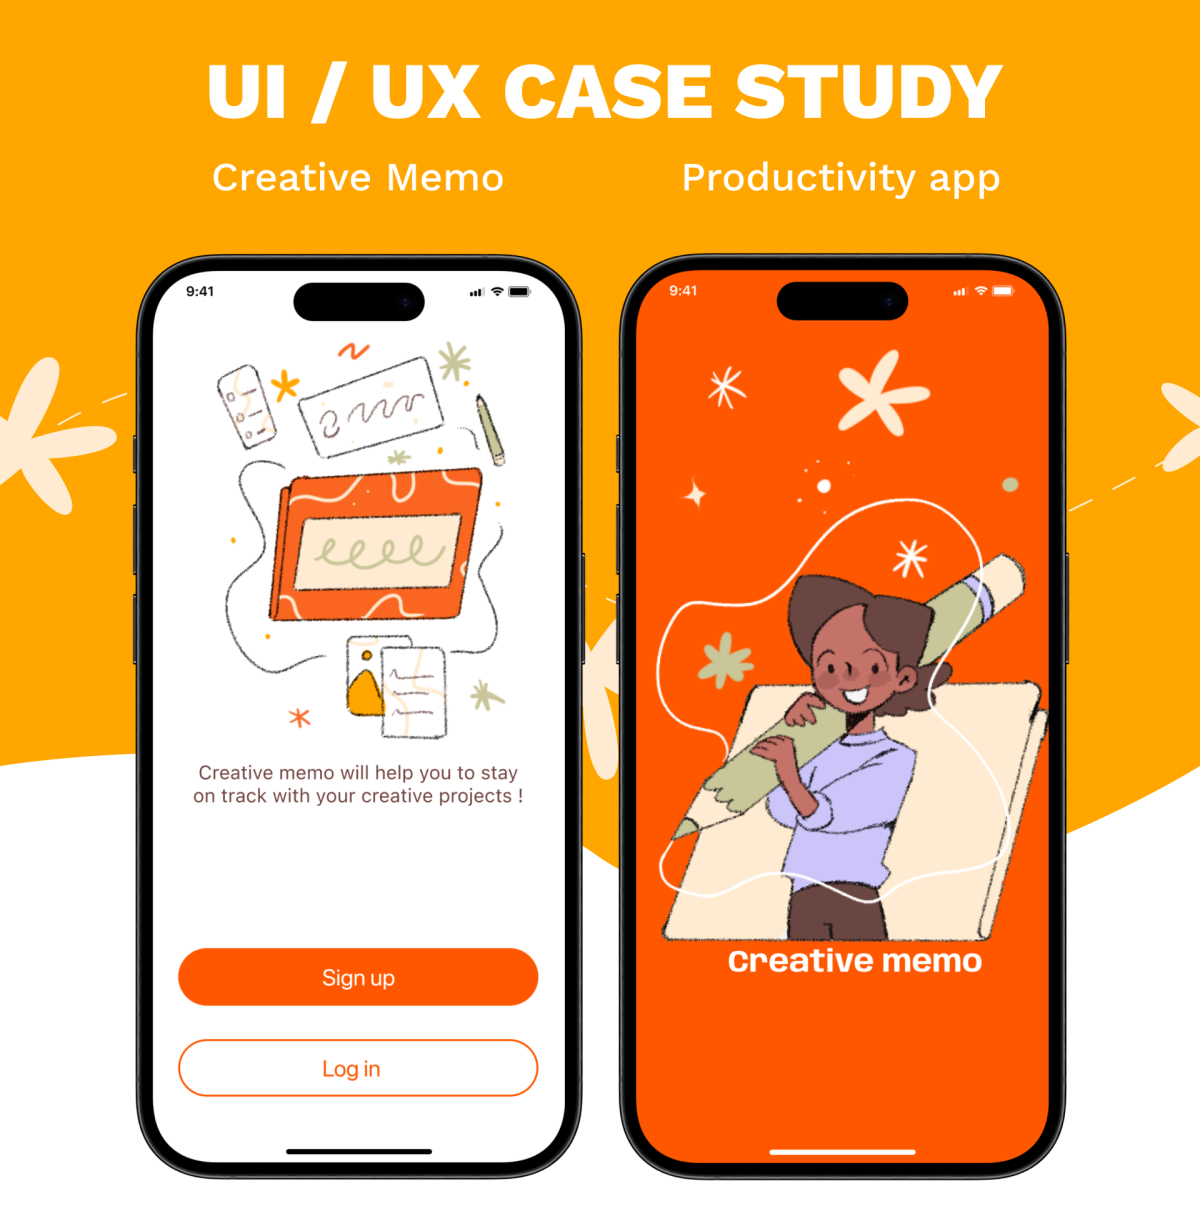 UI / UX CASE STUDY
Creative Memo
Productivity app
9:41
Creative memo will help you to stay
on track with your creative projects !
Sign up
Log in
9:41
Creative memo